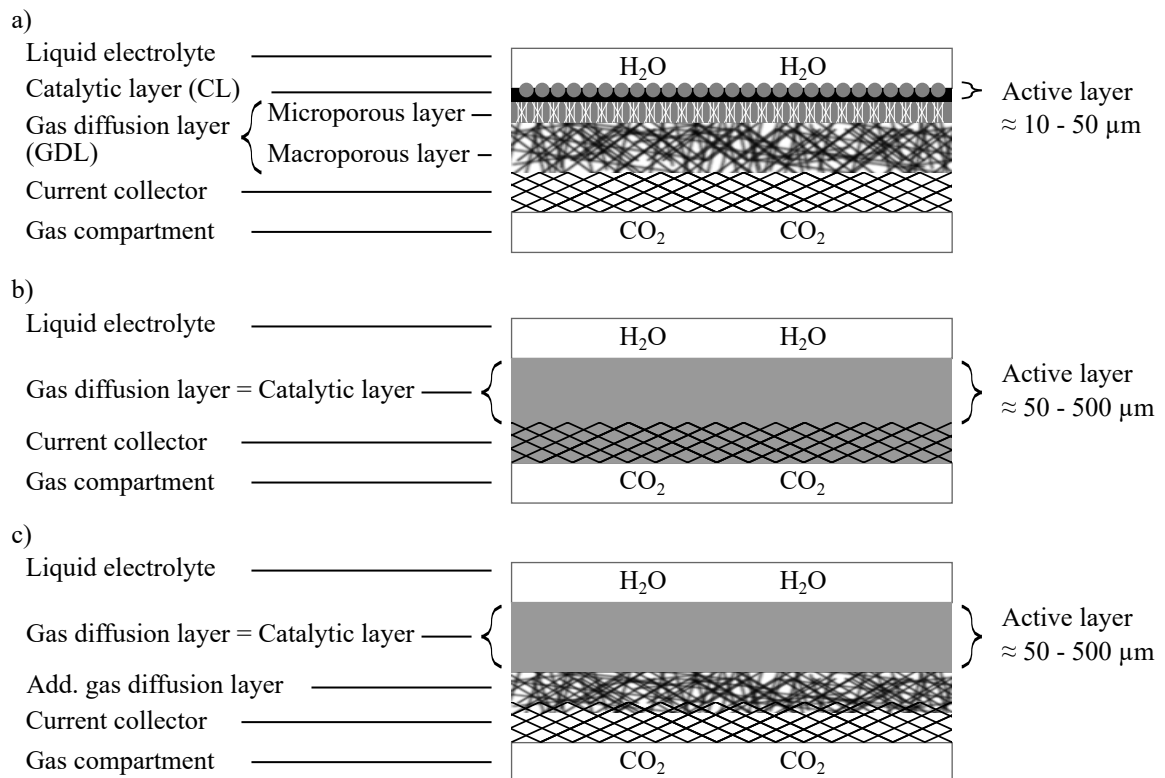 a)
Liquid electrolyte
H₂O H₂O
Catalytic layer (CL)
Active layer
≈ 10 - 50 µm
Gas diffusion layer
(GDL)
Microporous layer
Macroporous layer
Current collector
Gas compartment
CO₂ CO₂
b)
Liquid electrolyte
H₂O H₂O
Gas diffusion layer = Catalytic layer
Active layer
≈ 50 - 500 µm
Current collector
Gas compartment
CO₂ CO₂
c)
Liquid electrolyte
H₂O H₂O
Gas diffusion layer = Catalytic layer
Active layer
≈ 50 - 500 µm
Add. gas diffusion layer
Current collector
Gas compartment
CO₂ CO₂